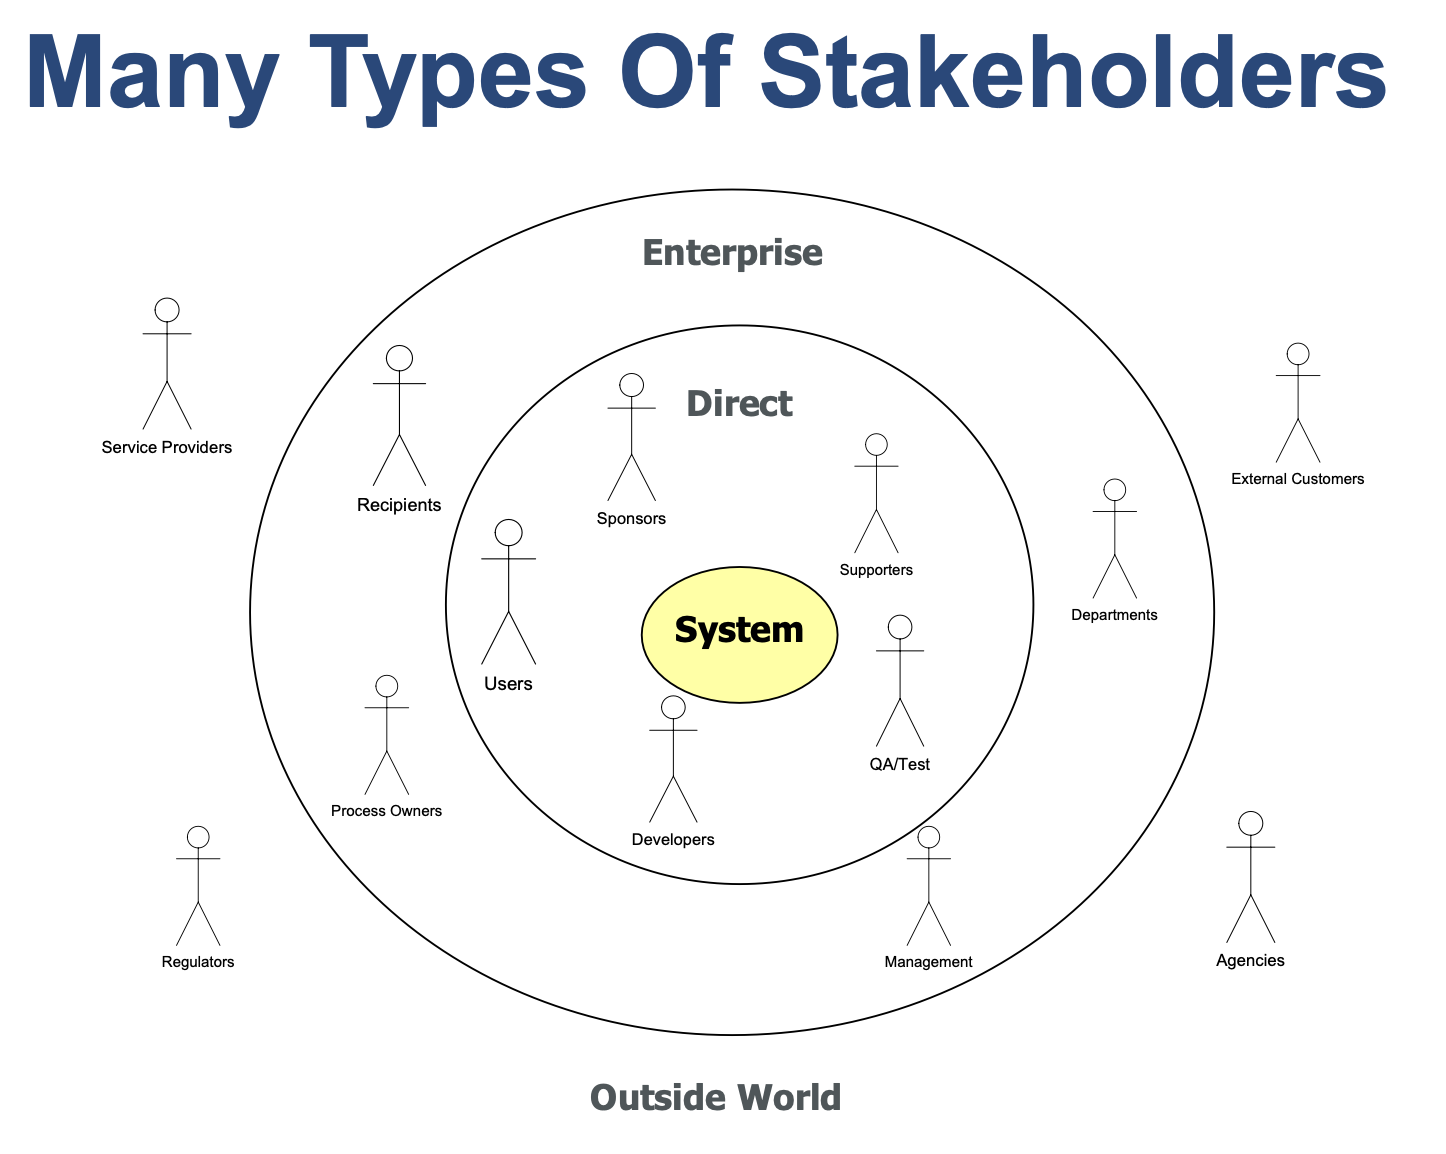 Many Types Of Stakeholders
Enterprise
Service Providers
Recipients
Direct
Sponsors
Supporters
External Customers
Departments
Users
System
QA/Test
Process Owners
Developers
Regulators
Management
Agencies
Outside World